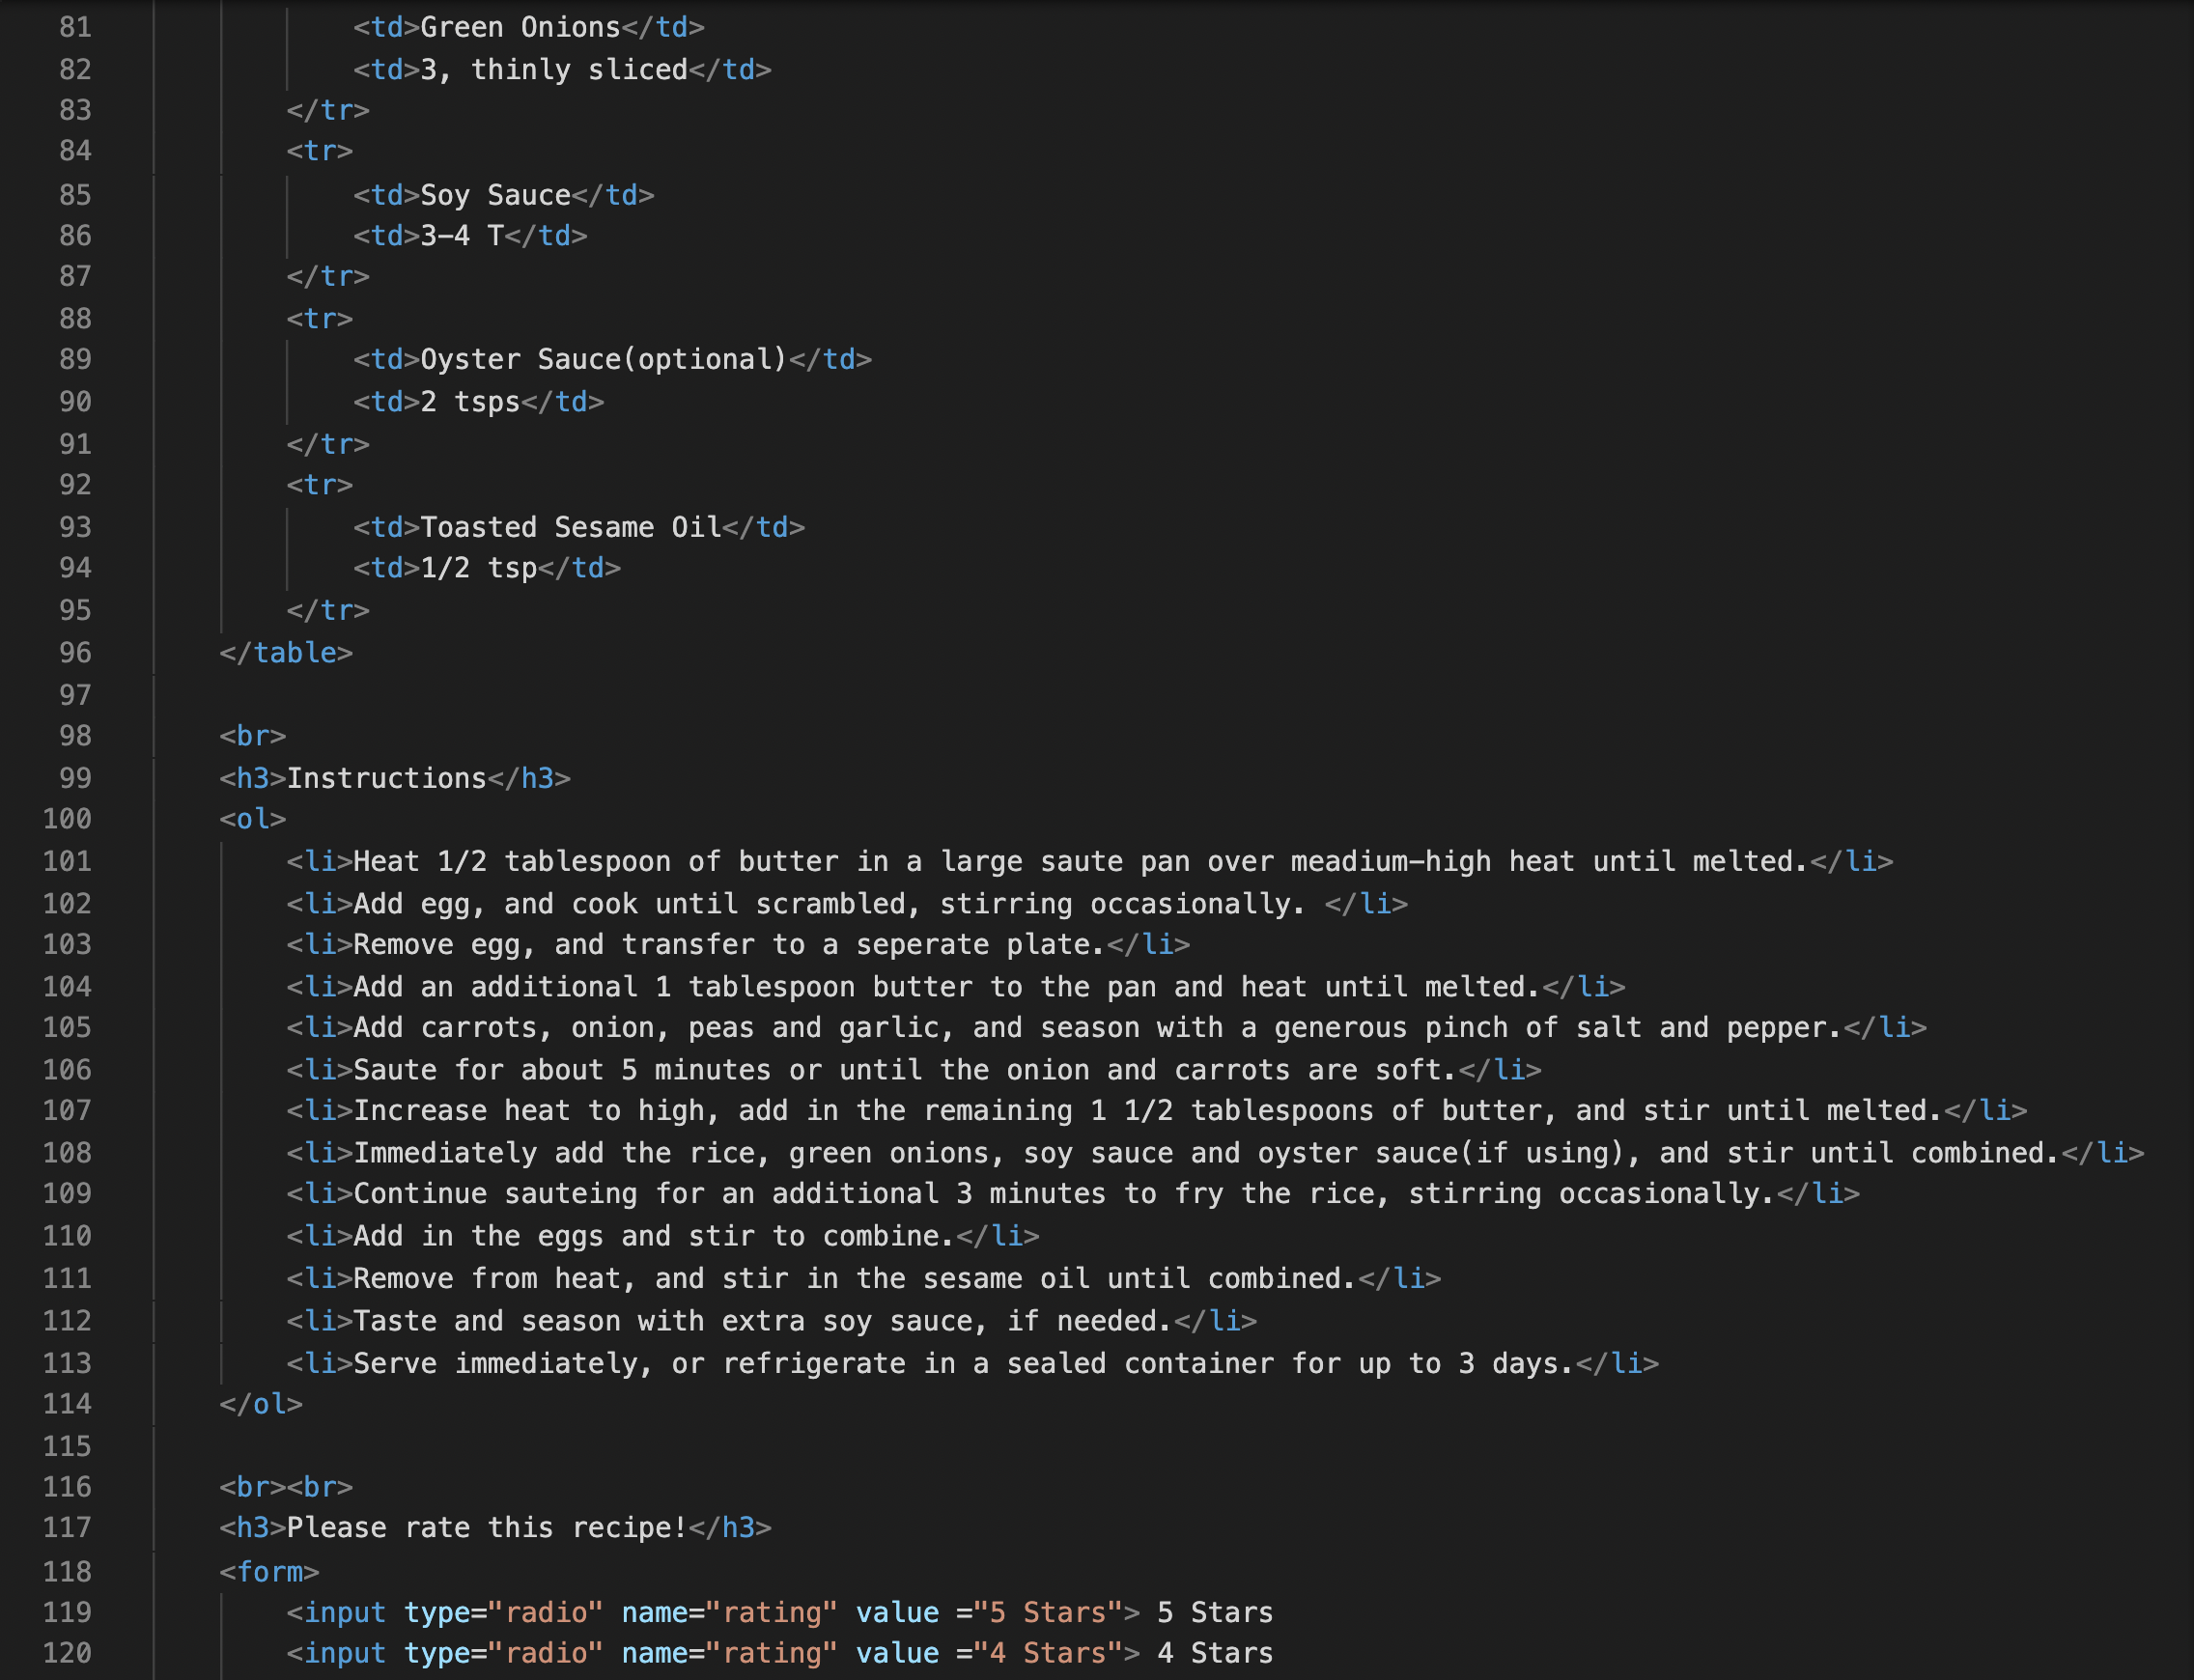 81 <td>Green Onions</td>
82 <td>3, thinly sliced</td>
83 </tr>
84 <tr>
85 <td>Soy Sauce</td>
86 <td>3-4 T</td>
87 </tr>
88 <tr>
89 <td>Oyster Sauce(optional)</td>
90 <td>2 tsps</td>
91 </tr>
92 <tr>
93 <td>Toasted Sesame Oil</td>
94 <td>1/2 tsp</td>
95 </tr>
96 </table>
97
98 <br>
99 <h3>Instructions</h3>
100 <ol>
101 <li>Heat 1/2 tablespoon of butter in a large saute pan over meadium-high heat until melted.</li>
102 <li>Add egg, and cook until scrambled, stirring occasionally. </li>
103 <li>Remove egg, and transfer to a seperate plate.</li>
104 <li>Add an additional 1 tablespoon butter to the pan and heat until melted.</li>
105 <li>Add carrots, onion, peas and garlic, and season with a generous pinch of salt and pepper.</li>
106 <li>Saute for about 5 minutes or until the onion and carrots are soft.</li>
107 <li>Increase heat to high, add in the remaining 1 1/2 tablespoons of butter, and stir until melted.</li>
108 <li>Immediately add the rice, green onions, soy sauce and oyster sauce(if using), and stir until combined.</li>
109 <li>Continue sauteing for an additional 3 minutes to fry the rice, stirring occasionally.</li>
110 <li>Add in the eggs and stir to combine.</li>
111 <li>Remove from heat, and stir in the sesame oil until combined.</li>
112 <li>Taste and season with extra soy sauce, if needed.</li>
113 <li>Serve immediately, or refrigerate in a sealed container for up to 3 days.</li>
114 </ol>
115
116 <br><br>
117 <h3>Please rate this recipe!</h3>
118 <form>
119 <input type="radio" name="rating" value ="5 Stars"> 5 Stars
120 <input type="radio" name="rating" value ="4 Stars"> 4 Stars